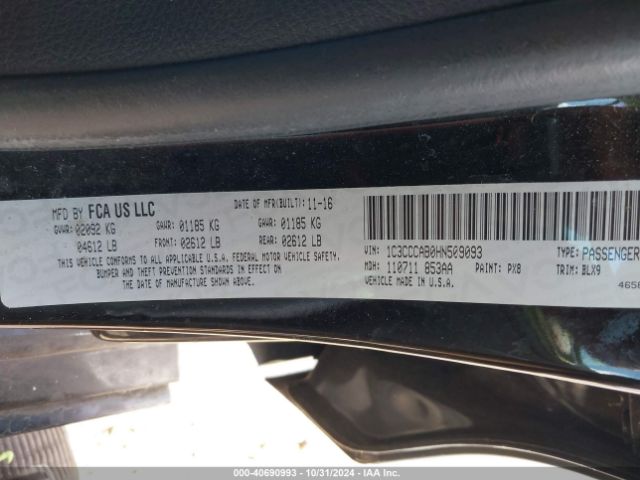 MFD BY FCA US LLC
DATE OF MFR(BUILT): 11-16
GVWR: 02092 KG
GAWR: 01185 KG
GAWR: 01185 KG
04612 LB
FRONT: 02612 LB
REAR: 02612 LB
THIS VEHICLE CONFORMS TO ALL APPLICABLE U.S.A. FEDERAL MOTOR VEHICLE SAFETY,
BUMPER AND THEFT PREVENTION STANDARDS IN EFFECT
ON THE DATE OF MANUFACTURE SHOWN ABOVE.
VIN: 1C3CCCAB0HN509093
TYPE: PASSENGER
MDH: 110711 853AA
PAINT: PX8
TRIM: BLX9
VEHICLE MADE IN U.S.A.
4658
000-40690993 - 10/31/2024 - IAA Inc.